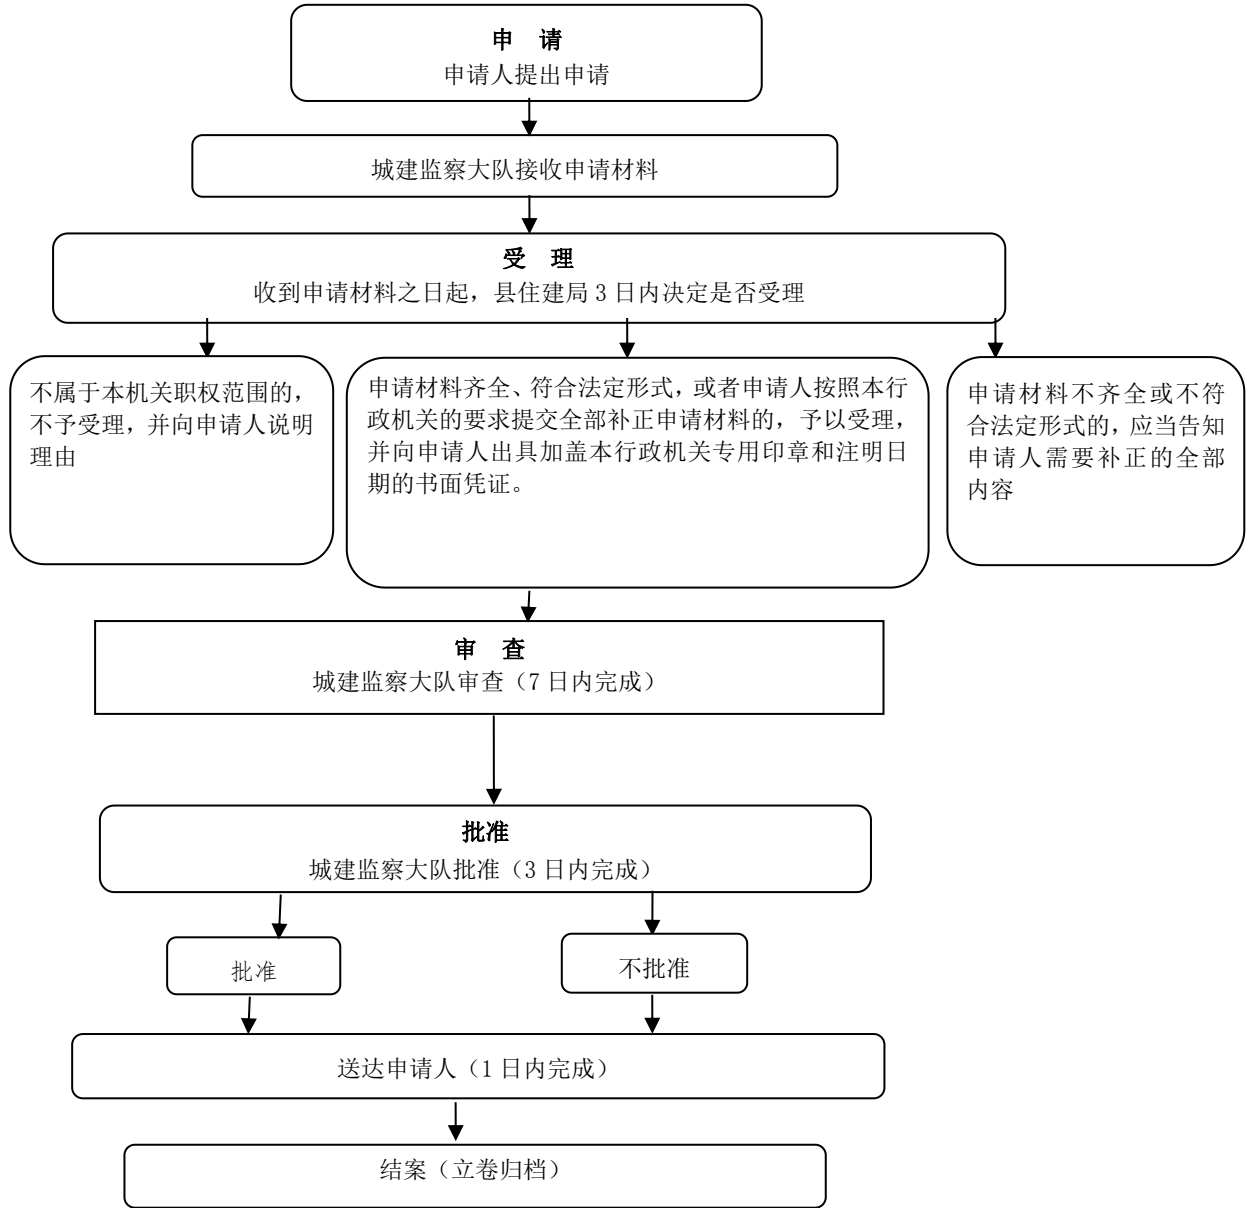 申 请
申请人提出申请
城建监察大队接收申请材料
受 理
收到申请材料之日起，县住建局 3 日内决定是否受理
不属于本机关职权范围的，
不予受理，并向申请人说明
理由
申请材料齐全、符合法定形式，或者申请人按照本行
政机关的要求提交全部补正申请材料的，予以受理，
并向申请人出具加盖本行政机关专用印章和注明日
期的书面凭证。
申请材料不齐全或不符
合法定形式的，应当告知
申请人需要补正的全部
内容
审 查
城建监察大队审查（7 日内完成）
批准
城建监察大队批准（3 日内完成）
批准
不批准
送达申请人（1 日内完成）
结案（立卷归档）